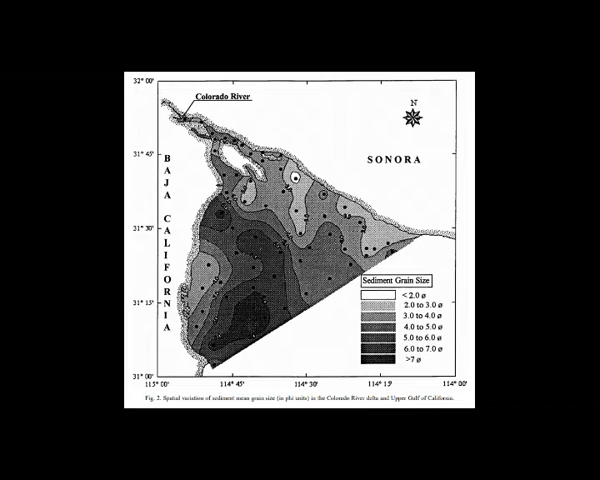 32° 00'
Colorado River
N
31° 45'
SONORA
BAJA CALIFORNIA
31° 30'
Sediment Grain Size
< 2.0 ø
2.0 to 3.0 ø
31° 15'
3.0 to 4.0 ø
4.0 to 5.0 ø
5.0 to 6.0 ø
6.0 to 7.0 ø
>7 ø
31° 00'
115° 00' 114° 45' 114° 30' 114° 15' 114° 00'
Fig. 2. Spatial variation of sediment mean grain size (in phi units) in the Colorado River delta and Upper Gulf of California.